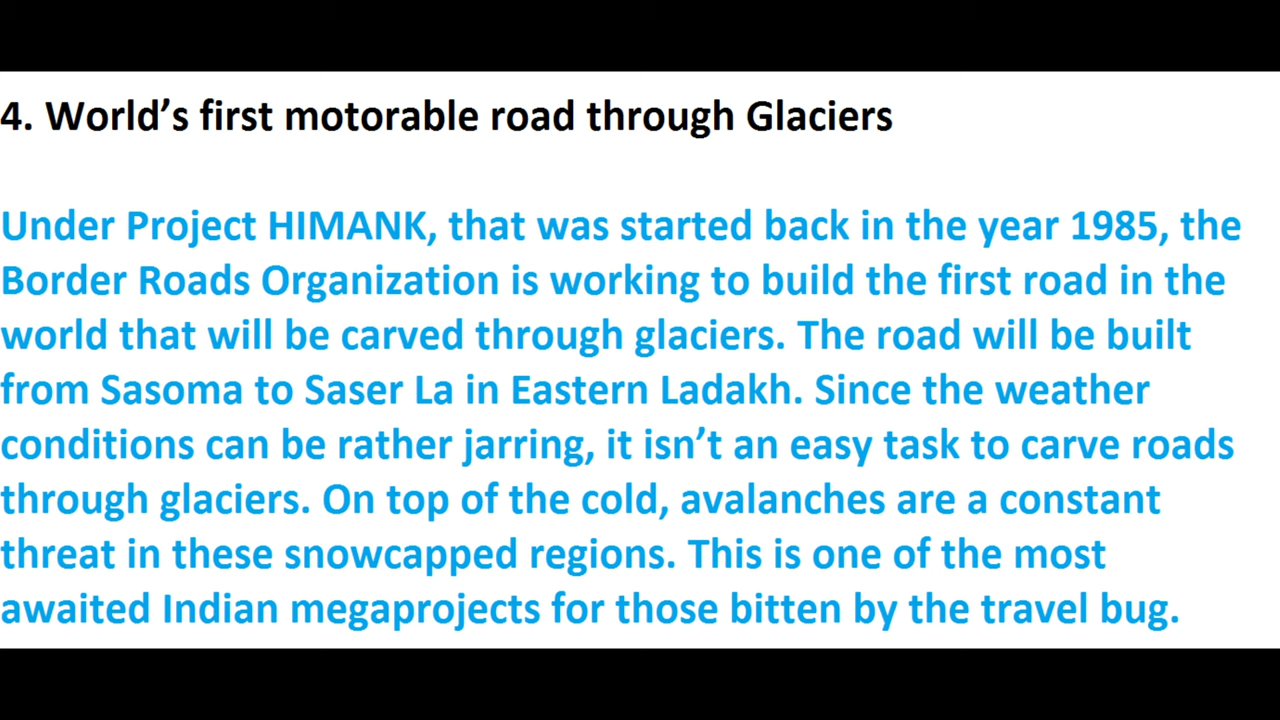 4. World’s first motorable road through Glaciers
Under Project HIMANK, that was started back in the year 1985, the
Border Roads Organization is working to build the first road in the
world that will be carved through glaciers. The road will be built
from Sasoma to Saser La in Eastern Ladakh. Since the weather
conditions can be rather jarring, it isn’t an easy task to carve roads
through glaciers. On top of the cold, avalanches are a constant
threat in these snowcapped regions. This is one of the most
awaited Indian megaprojects for those bitten by the travel bug.